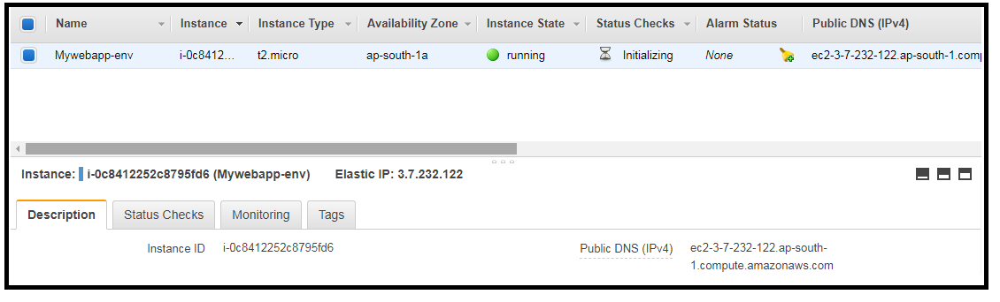 Name Instance Instance Type Availability Zone Instance State Status Checks Alarm Status Public DNS (IPv4)
Mywebapp-env i-0c8412... t2.micro ap-south-1a running Initializing None ec2-3-7-232-122.ap-south-1.comp
Instance: i-0c8412252c8795fd6 (Mywebapp-env) Elastic IP: 3.7.232.122
Description Status Checks Monitoring Tags
Instance ID i-0c8412252c8795fd6 Public DNS (IPv4) ec2-3-7-232-122.ap-south-
1.compute.amazonaws.com